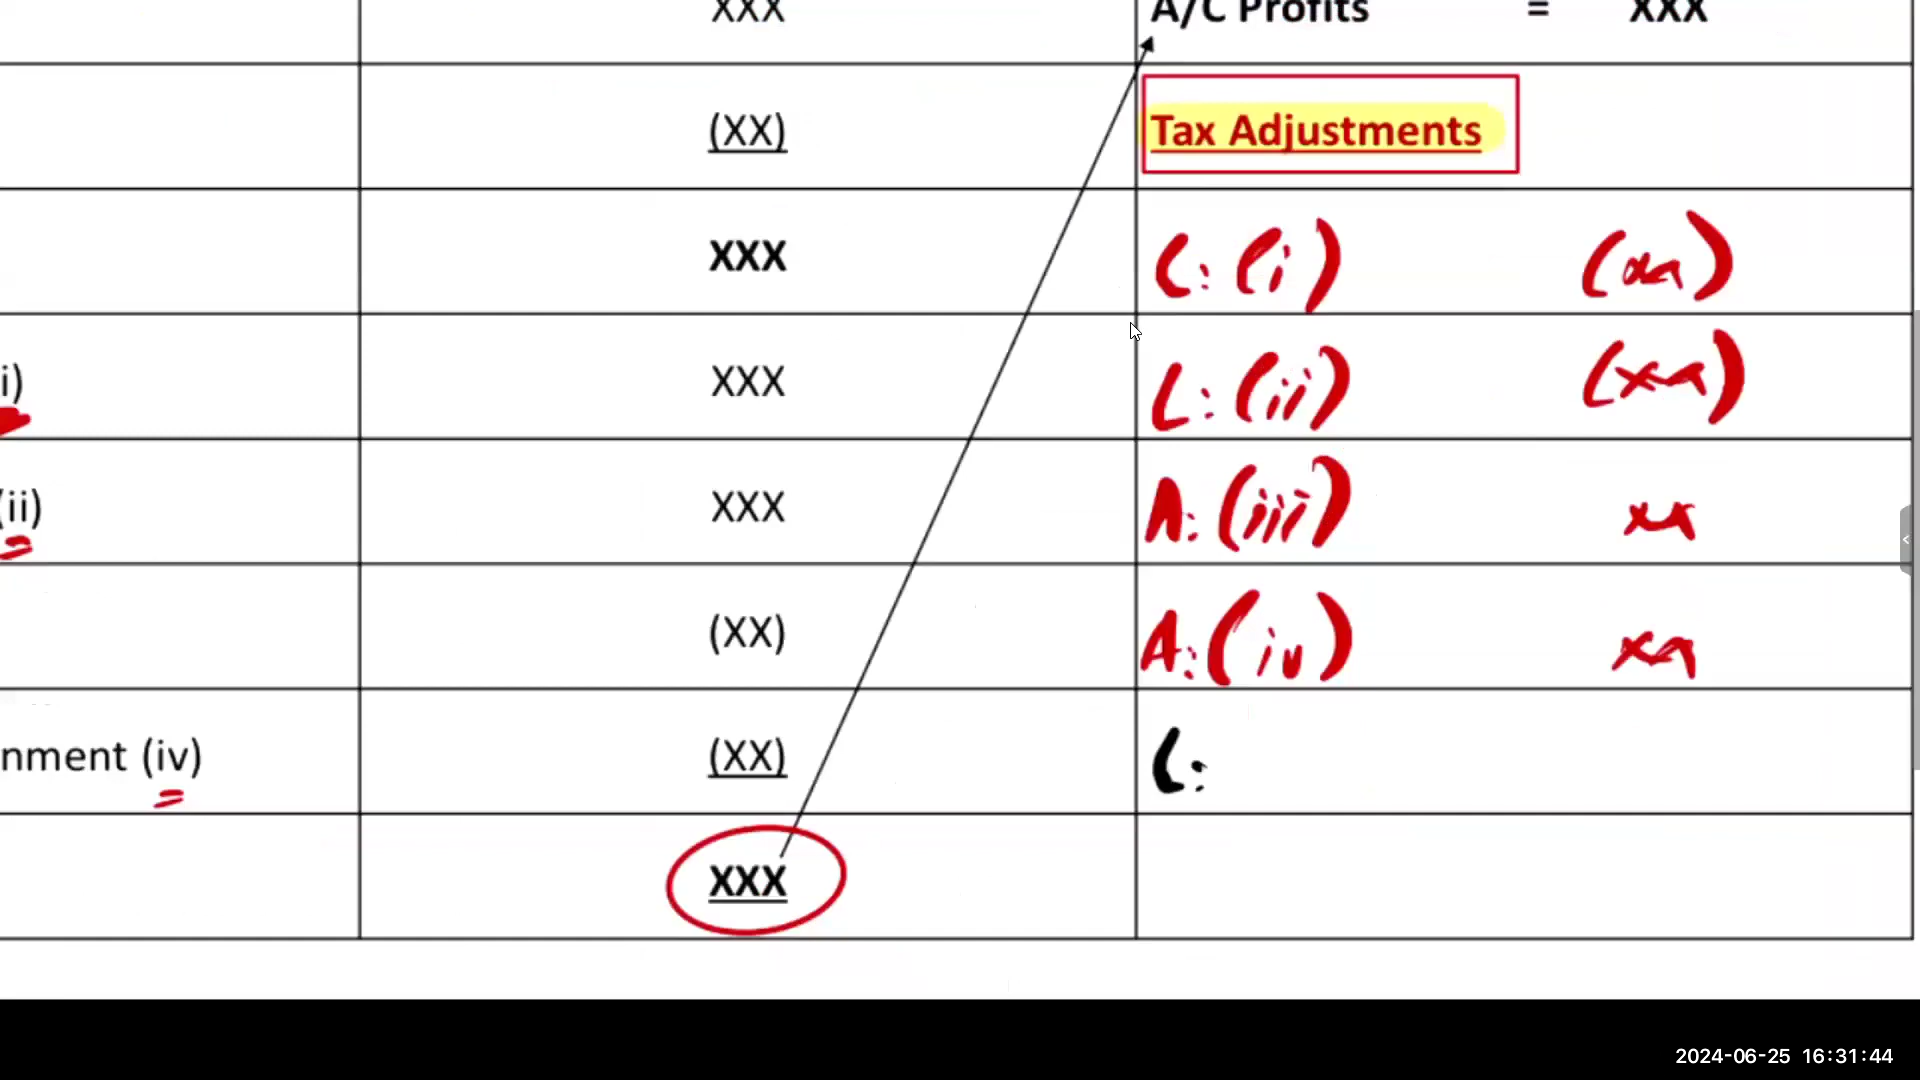 XXX A/C Profits = XXX
(XX) Tax Adjustments
XXX L: (i) (xx)
i) XXX L: (ii) (xx)
(ii) XXX A: (iii) xx
(XX) A: (iv) xx
nment (iv) (XX) L:
XXX
2024-06-25 16:31:44